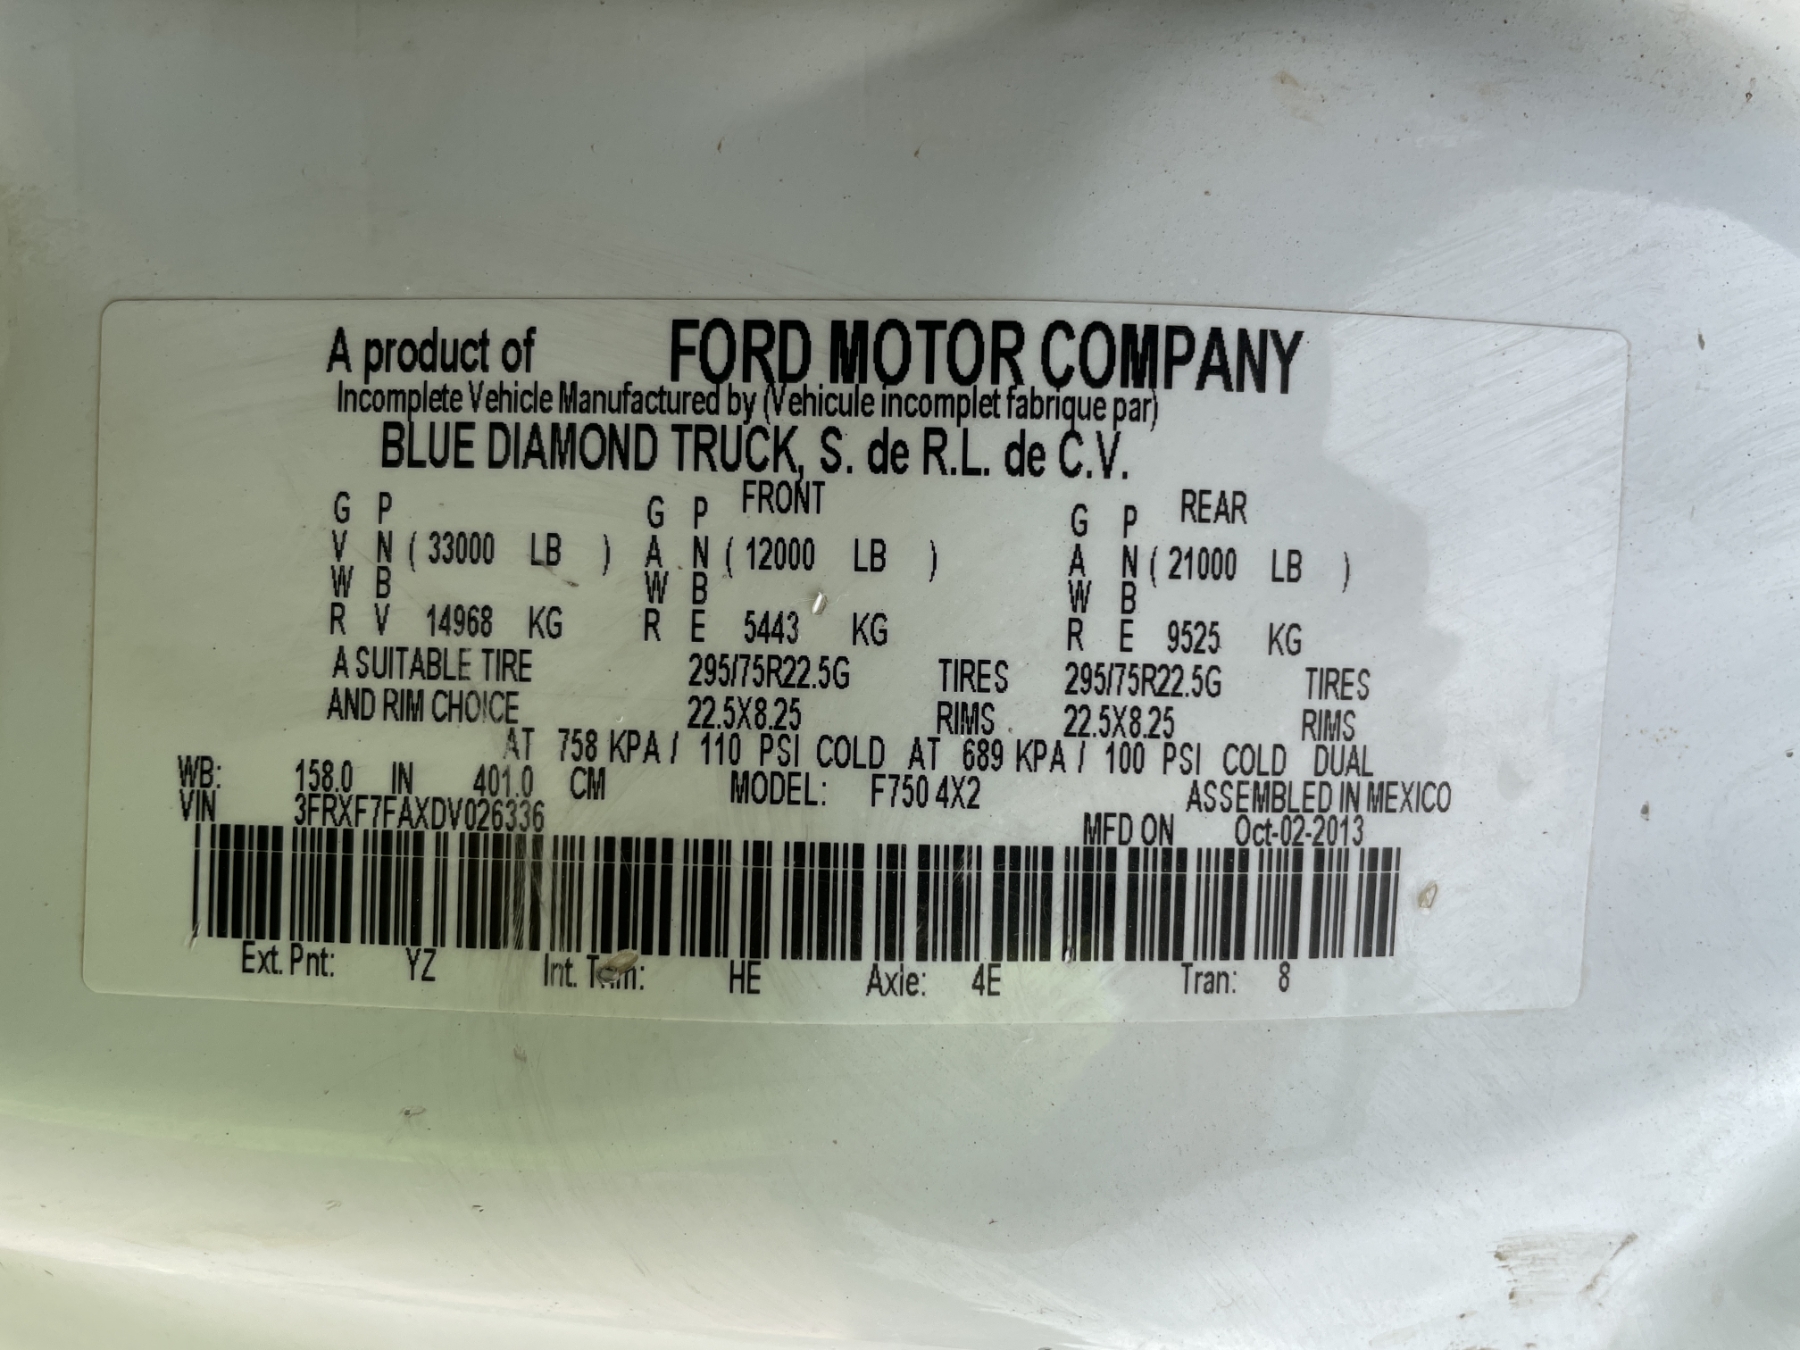 A product of FORD MOTOR COMPANY
Incomplete Vehicle Manufactured by (Vehicule incomplet fabrique par)
BLUE DIAMOND TRUCK, S. de R.L. de C.V.
G P G P FRONT G P REAR
V N ( 33000 LB ) A N ( 12000 LB ) A N ( 21000 LB )
W B W B W B
R V 14968 KG R E 5443 KG R E 9525 KG
A SUITABLE TIRE 295/75R22.5G TIRES 295/75R22.5G TIRES
AND RIM CHOICE 22.5X8.25 RIMS 22.5X8.25 RIMS
AT 758 KPA / 110 PSI COLD AT 689 KPA / 100 PSI COLD DUAL
WB: 158.0 IN 401.0 CM MODEL: F750 4X2 ASSEMBLED IN MEXICO
VIN 3FRXF7FAXDV026336 MFD ON Oct-02-2013
Ext. Pnt: YZ Int. Trim: HE Axle: 4E Tran: 8